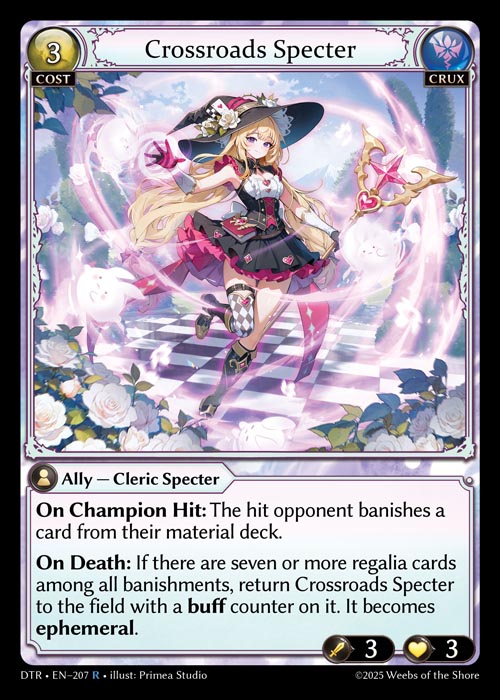 3
COST
Crossroads Specter
CRUX
Ally — Cleric Specter
On Champion Hit: The hit opponent banishes a
card from their material deck.
On Death: If there are seven or more regalia cards
among all banishments, return Crossroads Specter
to the field with a buff counter on it. It becomes
ephemeral.
3
3
DTR • EN–207 R • illust: Primea Studio
©2025 Weebs of the Shore